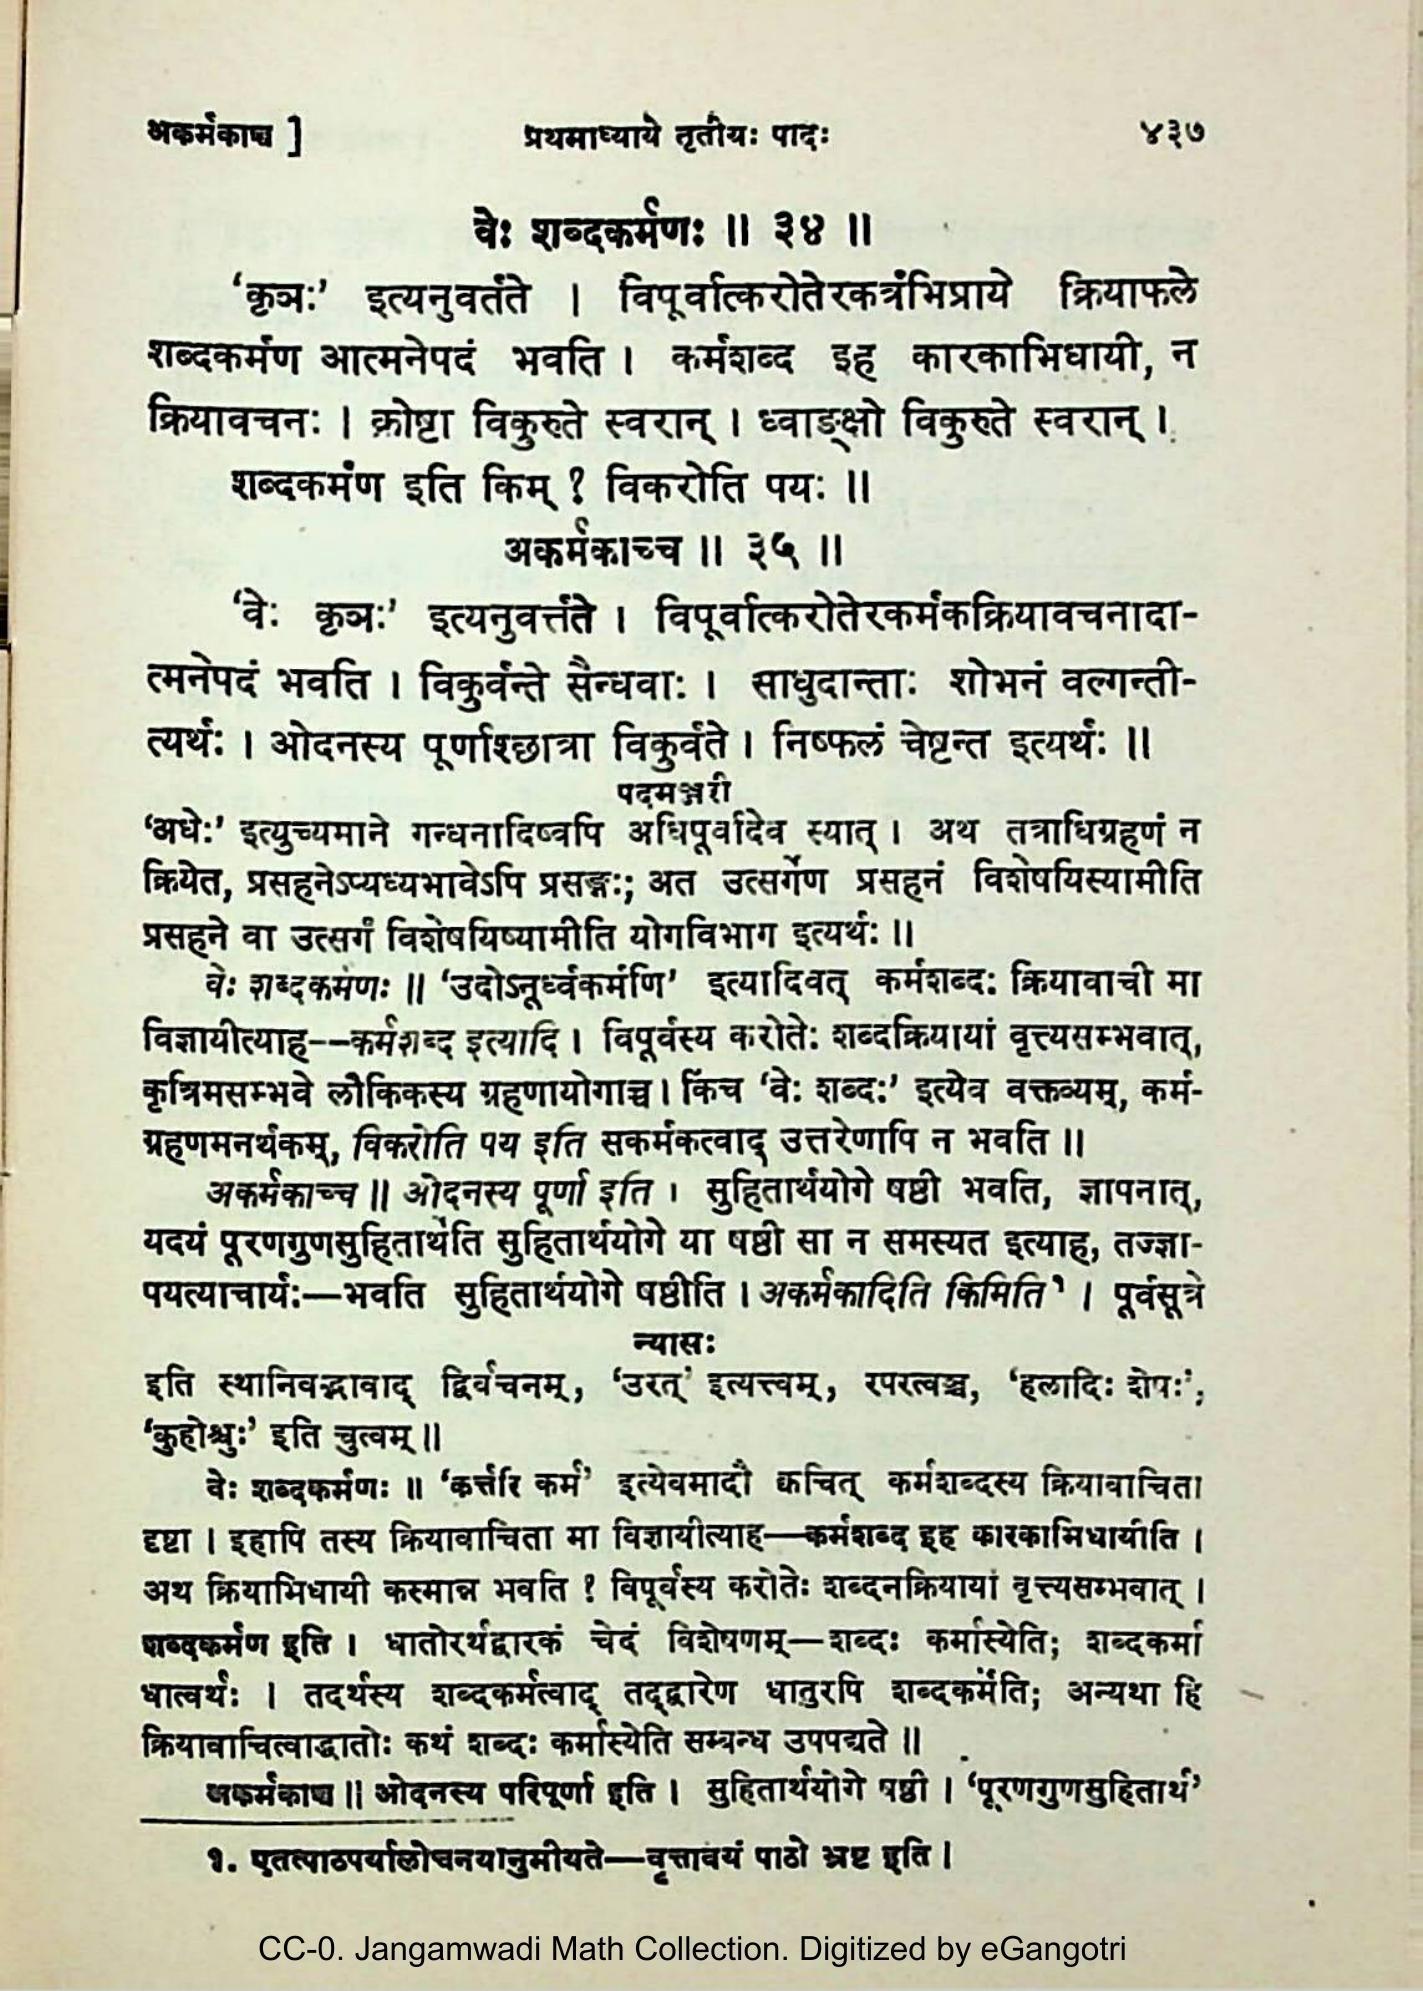 अकर्मकाच्च ]
प्रथमाध्याये तृतीयः पादः
४३७
वेः शब्दकर्मणः ॥ ३४ ॥
‘कृञः’ इत्यनुवर्तते । विपूर्वात्करोतेरकर्त्रभिप्राये क्रियाफले
शब्दकर्मण आत्मनेपदं भवति । कर्मशब्द इह कारकाभिधायी, न
क्रियावचनः । क्रोष्टा विकुरुते स्वरान् । ध्वाङ्क्षो विकुरुते स्वरान् ।
शब्दकर्मण इति किम् ? विकरोति पयः ॥
अकर्मकाच्च ॥ ३५ ॥
‘वेः कृञः’ इत्यनुवर्त्तते । विपूर्वात्करोतेरकर्मकक्रियावचनादा-
त्मनेपदं भवति । विकुर्वन्ते सैन्धवाः । साधुदान्ताः शोभनं वल्गन्ती-
त्यर्थः । ओदनस्य पूर्णाश्छात्रा विकुर्वते । निष्फलं चेष्टन्त इत्यर्थः ॥
पदमञ्जरी
‘अधेः’ इत्युच्यमाने गन्धनादिष्वपि अधिपूर्वादेव स्यात् । अथ तत्राधिग्रहणं न
क्रियेत, प्रसहनेऽप्यध्यभावेऽपि प्रसङ्गः; अत उत्सर्गेण प्रसहनं विशेषयिस्यामीति
प्रसहने वा उत्सर्गं विशेषयिष्यामीति योगविभाग इत्यर्थः ॥
वेः शब्दकर्मणः ॥ ‘उदोऽनूर्ध्वकर्मणि’ इत्यादिवत् कर्मशब्दः क्रियावाची मा
विज्ञायीत्याह--कर्मशब्द इत्यादि । विपूर्वस्य करोतेः शब्दक्रियायां वृत्त्यसम्भवात्,
कृत्रिमसम्भवे लौकिकस्य ग्रहणायोगाच्च । किंच ‘वेः शब्दः’ इत्येव वक्तव्यम्, कर्म-
ग्रहणमनर्थकम्, विकरोति पय इति सकर्मकत्वाद् उत्तरेणापि न भवति ॥
अकर्मकाच्च ॥ ओदनस्य पूर्णा इति । सुहितार्थयोगे षष्ठी भवति, ज्ञापनात्,
यदयं पूरणगुणसुहितार्थेति सुहितार्थयोगे या षष्ठी सा न समस्यत इत्याह, तज्ज्ञा-
पयत्याचार्यः—भवति सुहितार्थयोगे षष्ठीति । अकर्मकादिति किमिति१ । पूर्वसूत्रे
न्यासः
इति स्थानिवद्भावाद् द्विर्वचनम्, ‘उरत्’ इत्यत्त्वम्, रपरत्वञ्च, ‘हलादिः शेषः’,
‘कुहोश्चुः’ इति चुत्वम् ॥
वेः शब्दकर्मणः ॥ ‘कर्त्तरि कर्म’ इत्येवमादौ क्वचित् कर्मशब्दस्य क्रियावाचिता
दृष्टा । इहापि तस्य क्रियावाचिता मा विज्ञायीत्याह—कर्मशब्द इह कारकाभिधायीति ।
अथ क्रियाभिधायी कस्मान्न भवति ? विपूर्वस्य करोतेः शब्दनक्रियायां वृत्त्यसम्भवात् ।
शब्दकर्मण इति । धातोरर्थद्वारकं चेदं विशेषणम्—शब्दः कर्मास्येति; शब्दकर्मा
धात्वर्थः । तदर्थस्य शब्दकर्मत्वाद् तद्द्वारेण धातुरपि शब्दकर्मेति; अन्यथा हि
क्रियावाचित्वाद्धातोः कथं शब्दः कर्मास्येति सम्बन्ध उपपद्यते ॥
अकर्मकाच्च ॥ ओदनस्य परिपूर्णा इति । सुहितार्थयोगे षष्ठी । ‘पूरणगुणसुहितार्थ’
१. एतत्पाठपर्यालोचनयानुमीयते—वृत्तावयं पाठो भ्रष्ट इति ।
CC-0. Jangamwadi Math Collection. Digitized by eGangotri